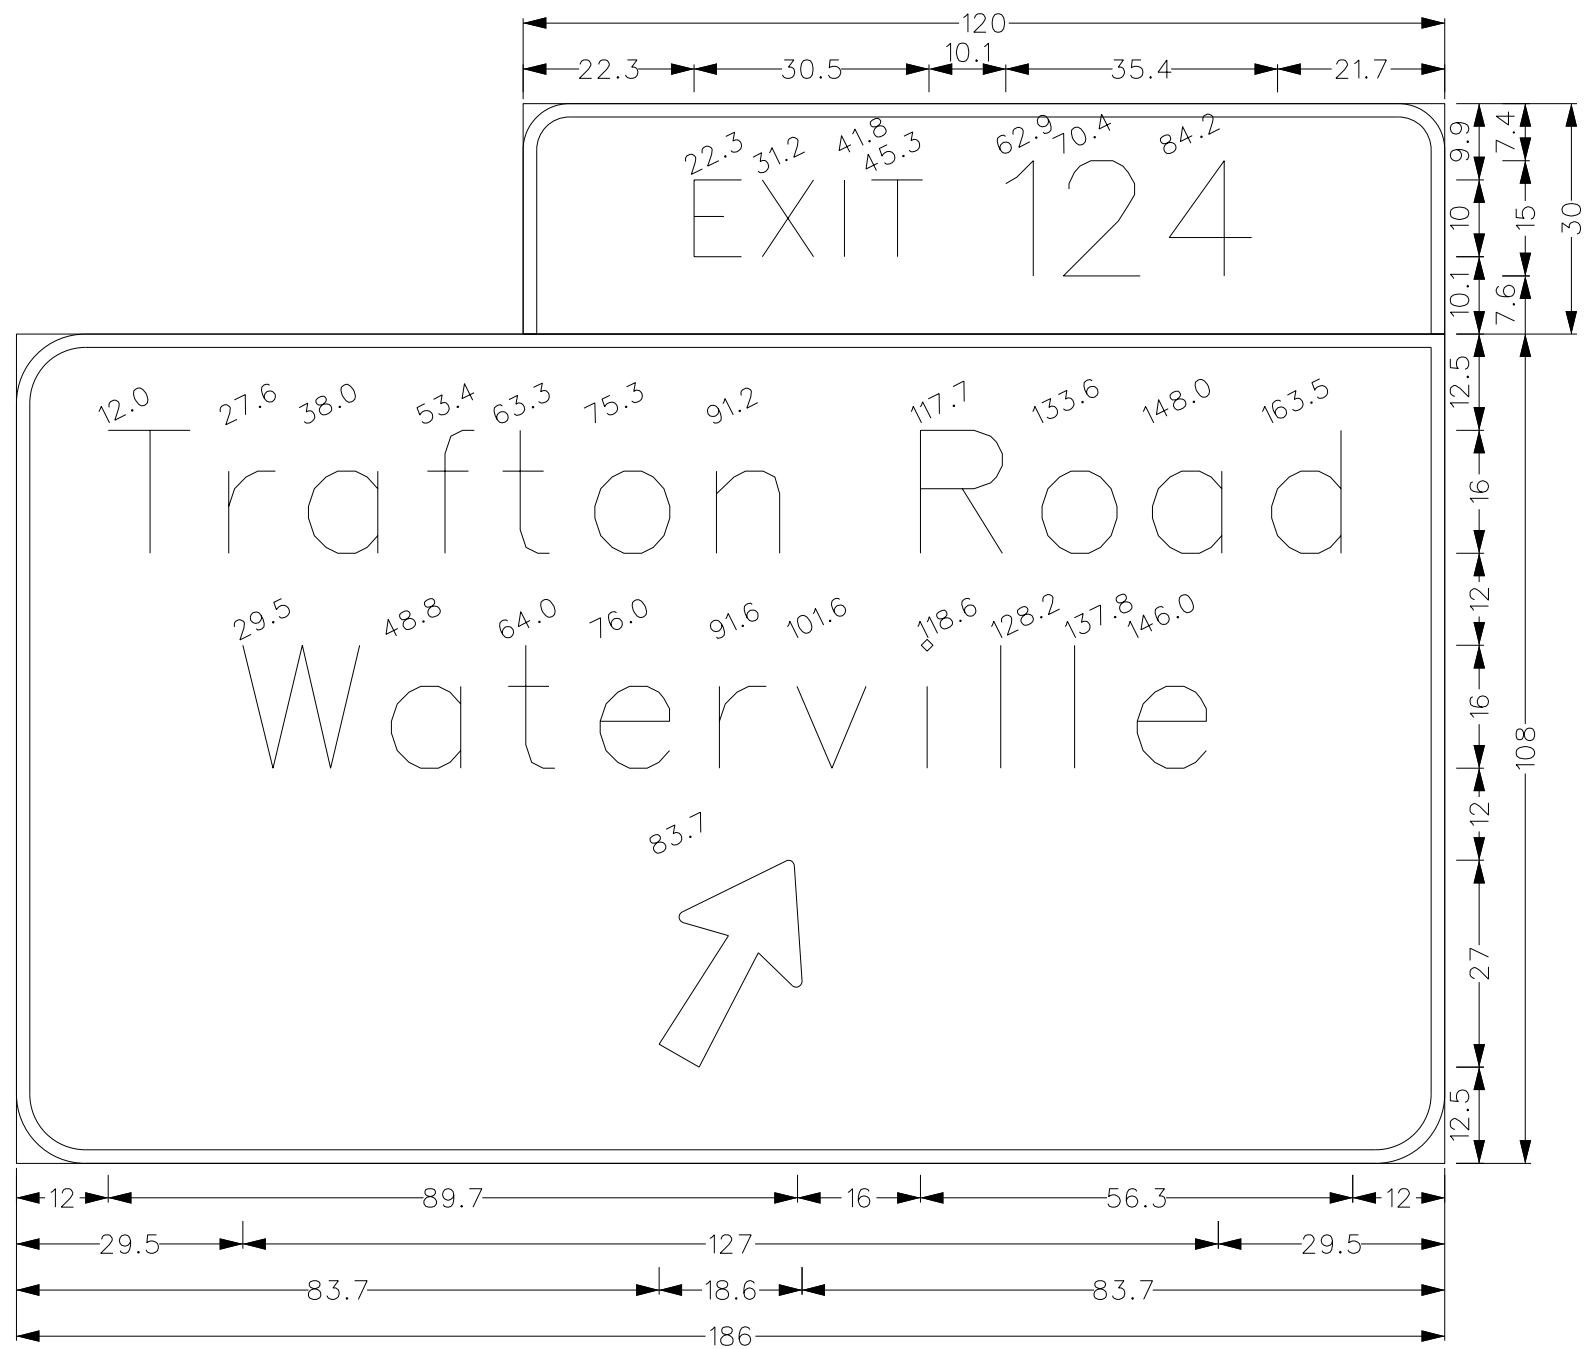 120
22.3 30.5 10.1 35.4 21.7
22.3 31.2 41.8 45.3 62.9 70.4 84.2
EXIT 124
9.9 10 10.1
7.4 15 7.6
30
12.0 27.6 38.0 53.4 63.3 75.3 91.2 117.7 133.6 148.0 163.5
Trafton Road
29.5 48.8 64.0 76.0 91.6 101.6 118.6 128.2 137.8 146.0
Waterville
83.7
12.5 16 12 16 12 27 12.5
108
12 89.7 16 56.3 12
29.5 127 29.5
83.7 18.6 83.7
186